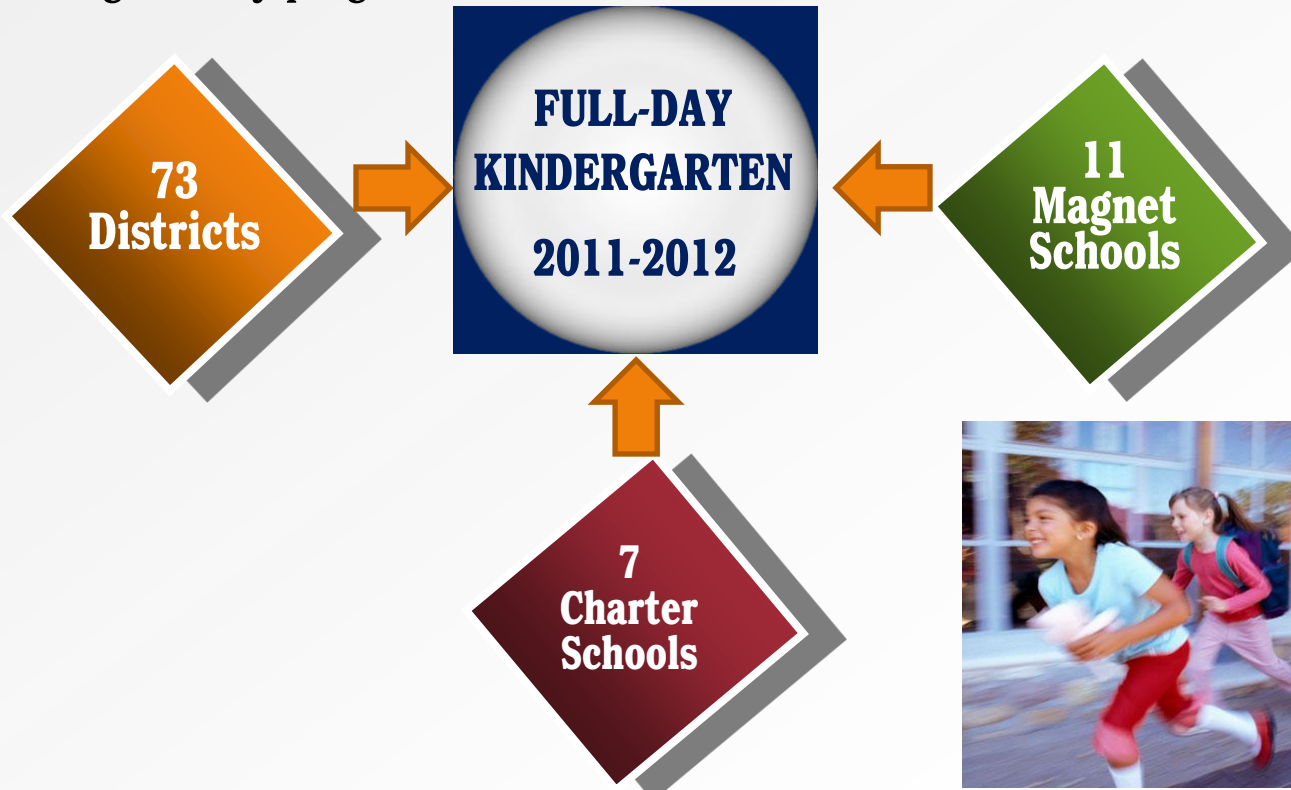 73
Districts
FULL-DAY
KINDERGARTEN
2011-2012
11
Magnet
Schools
7
Charter
Schools